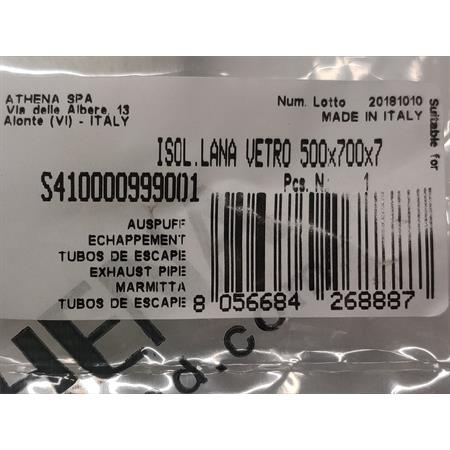 ATHENA SPA
Via delle Albere, 13
Alonte (VI) - ITALY
Num. Lotto 20181010
MADE IN ITALY
Suitable for
ISOL.LANA VETRO 500x700x7
S410000999001
Pcs. N. 1
AUSPUFF
ECHAPPEMENT
TUBOS DE ESCAPE
EXHAUST PIPE
MARMITTA
TUBOS DE ESCAPE
8 056684 268887